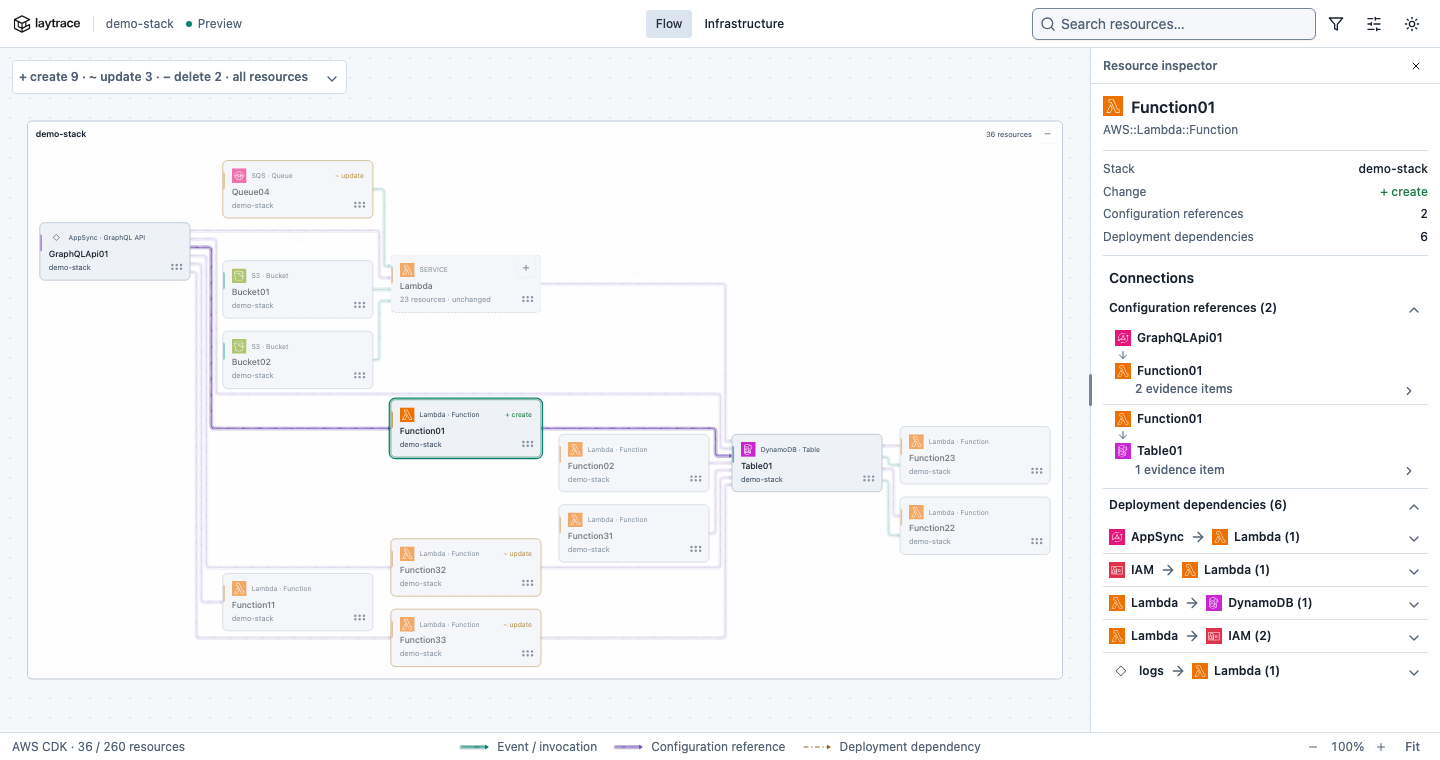 laytrace
demo-stack
Preview
Flow
Infrastructure
Search resources...
+ create 9 · ~ update 3 · − delete 2 · all resources
demo-stack
36 resources
SQS · Queue
~ update
Queue04
demo-stack
AppSync · GraphQL API
GraphQLApi01
demo-stack
S3 · Bucket
Bucket01
demo-stack
SERVICE
+
Lambda
23 resources · unchanged
S3 · Bucket
Bucket02
demo-stack
Lambda · Function
+ create
Function01
demo-stack
Lambda · Function
Function02
demo-stack
DynamoDB · Table
Table01
demo-stack
Lambda · Function
Function23
demo-stack
Lambda · Function
Function22
demo-stack
Lambda · Function
Function31
demo-stack
Lambda · Function
~ update
Function32
demo-stack
Lambda · Function
Function11
demo-stack
Lambda · Function
~ update
Function33
demo-stack
Resource inspector
Function01
AWS::Lambda::Function
Stack demo-stack
Change + create
Configuration references 2
Deployment dependencies 6
Connections
Configuration references (2)
GraphQLApi01
↓
Function01
2 evidence items
Function01
↓
Table01
1 evidence item
Deployment dependencies (6)
AppSync → Lambda (1)
IAM → Lambda (1)
Lambda → DynamoDB (1)
Lambda → IAM (2)
logs → Lambda (1)
AWS CDK · 36 / 260 resources
Event / invocation
Configuration reference
Deployment dependency
− 100% + Fit